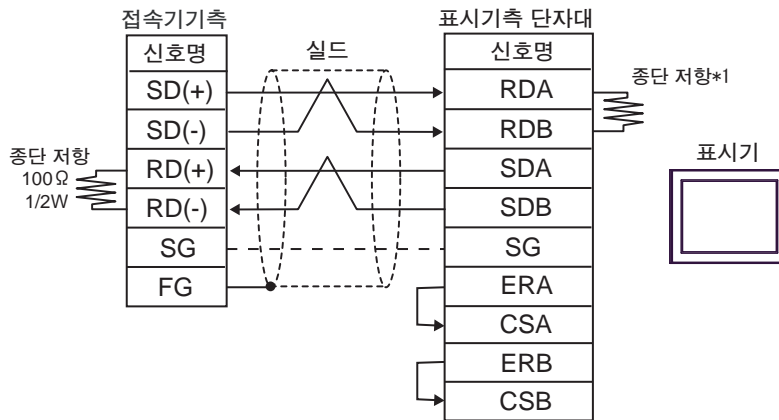 접속기기측
신호명
SD(+)
SD(-)
RD(+)
RD(-)
SG
FG
종단 저항
100Ω
1/2W
실드
표시기측 단자대
신호명
RDA
RDB
SDA
SDB
SG
ERA
CSA
ERB
CSB
종단 저항*1
표시기